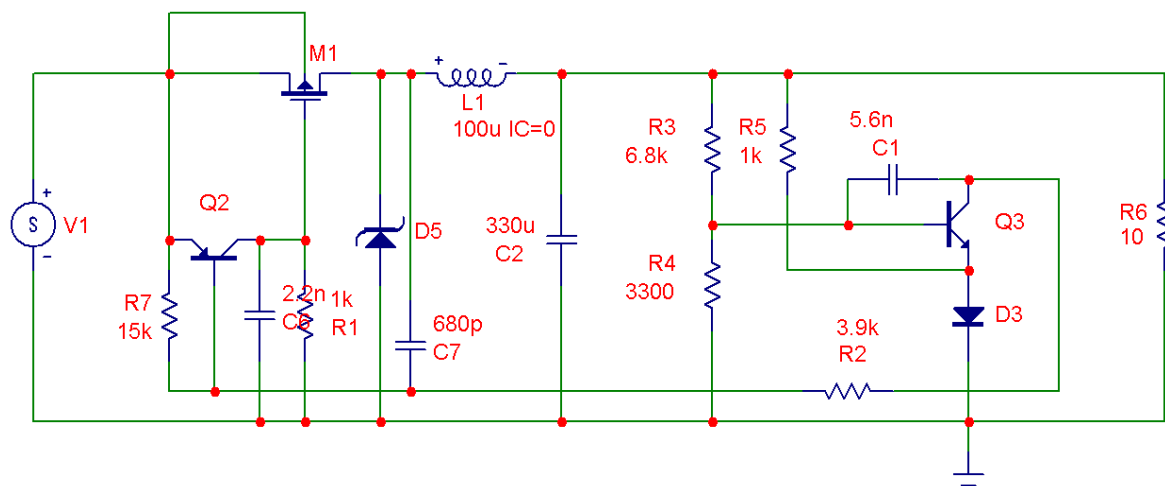 M1
+ -
L1
100u IC=0
R3
6.8k
R5
1k
5.6n
C1
+
S
V1
-
Q2
D5
330u
C2
Q3
R6
10
R4
3300
R7
15k
2.2n
C6
1k
R1
680p
C7
D3
3.9k
R2